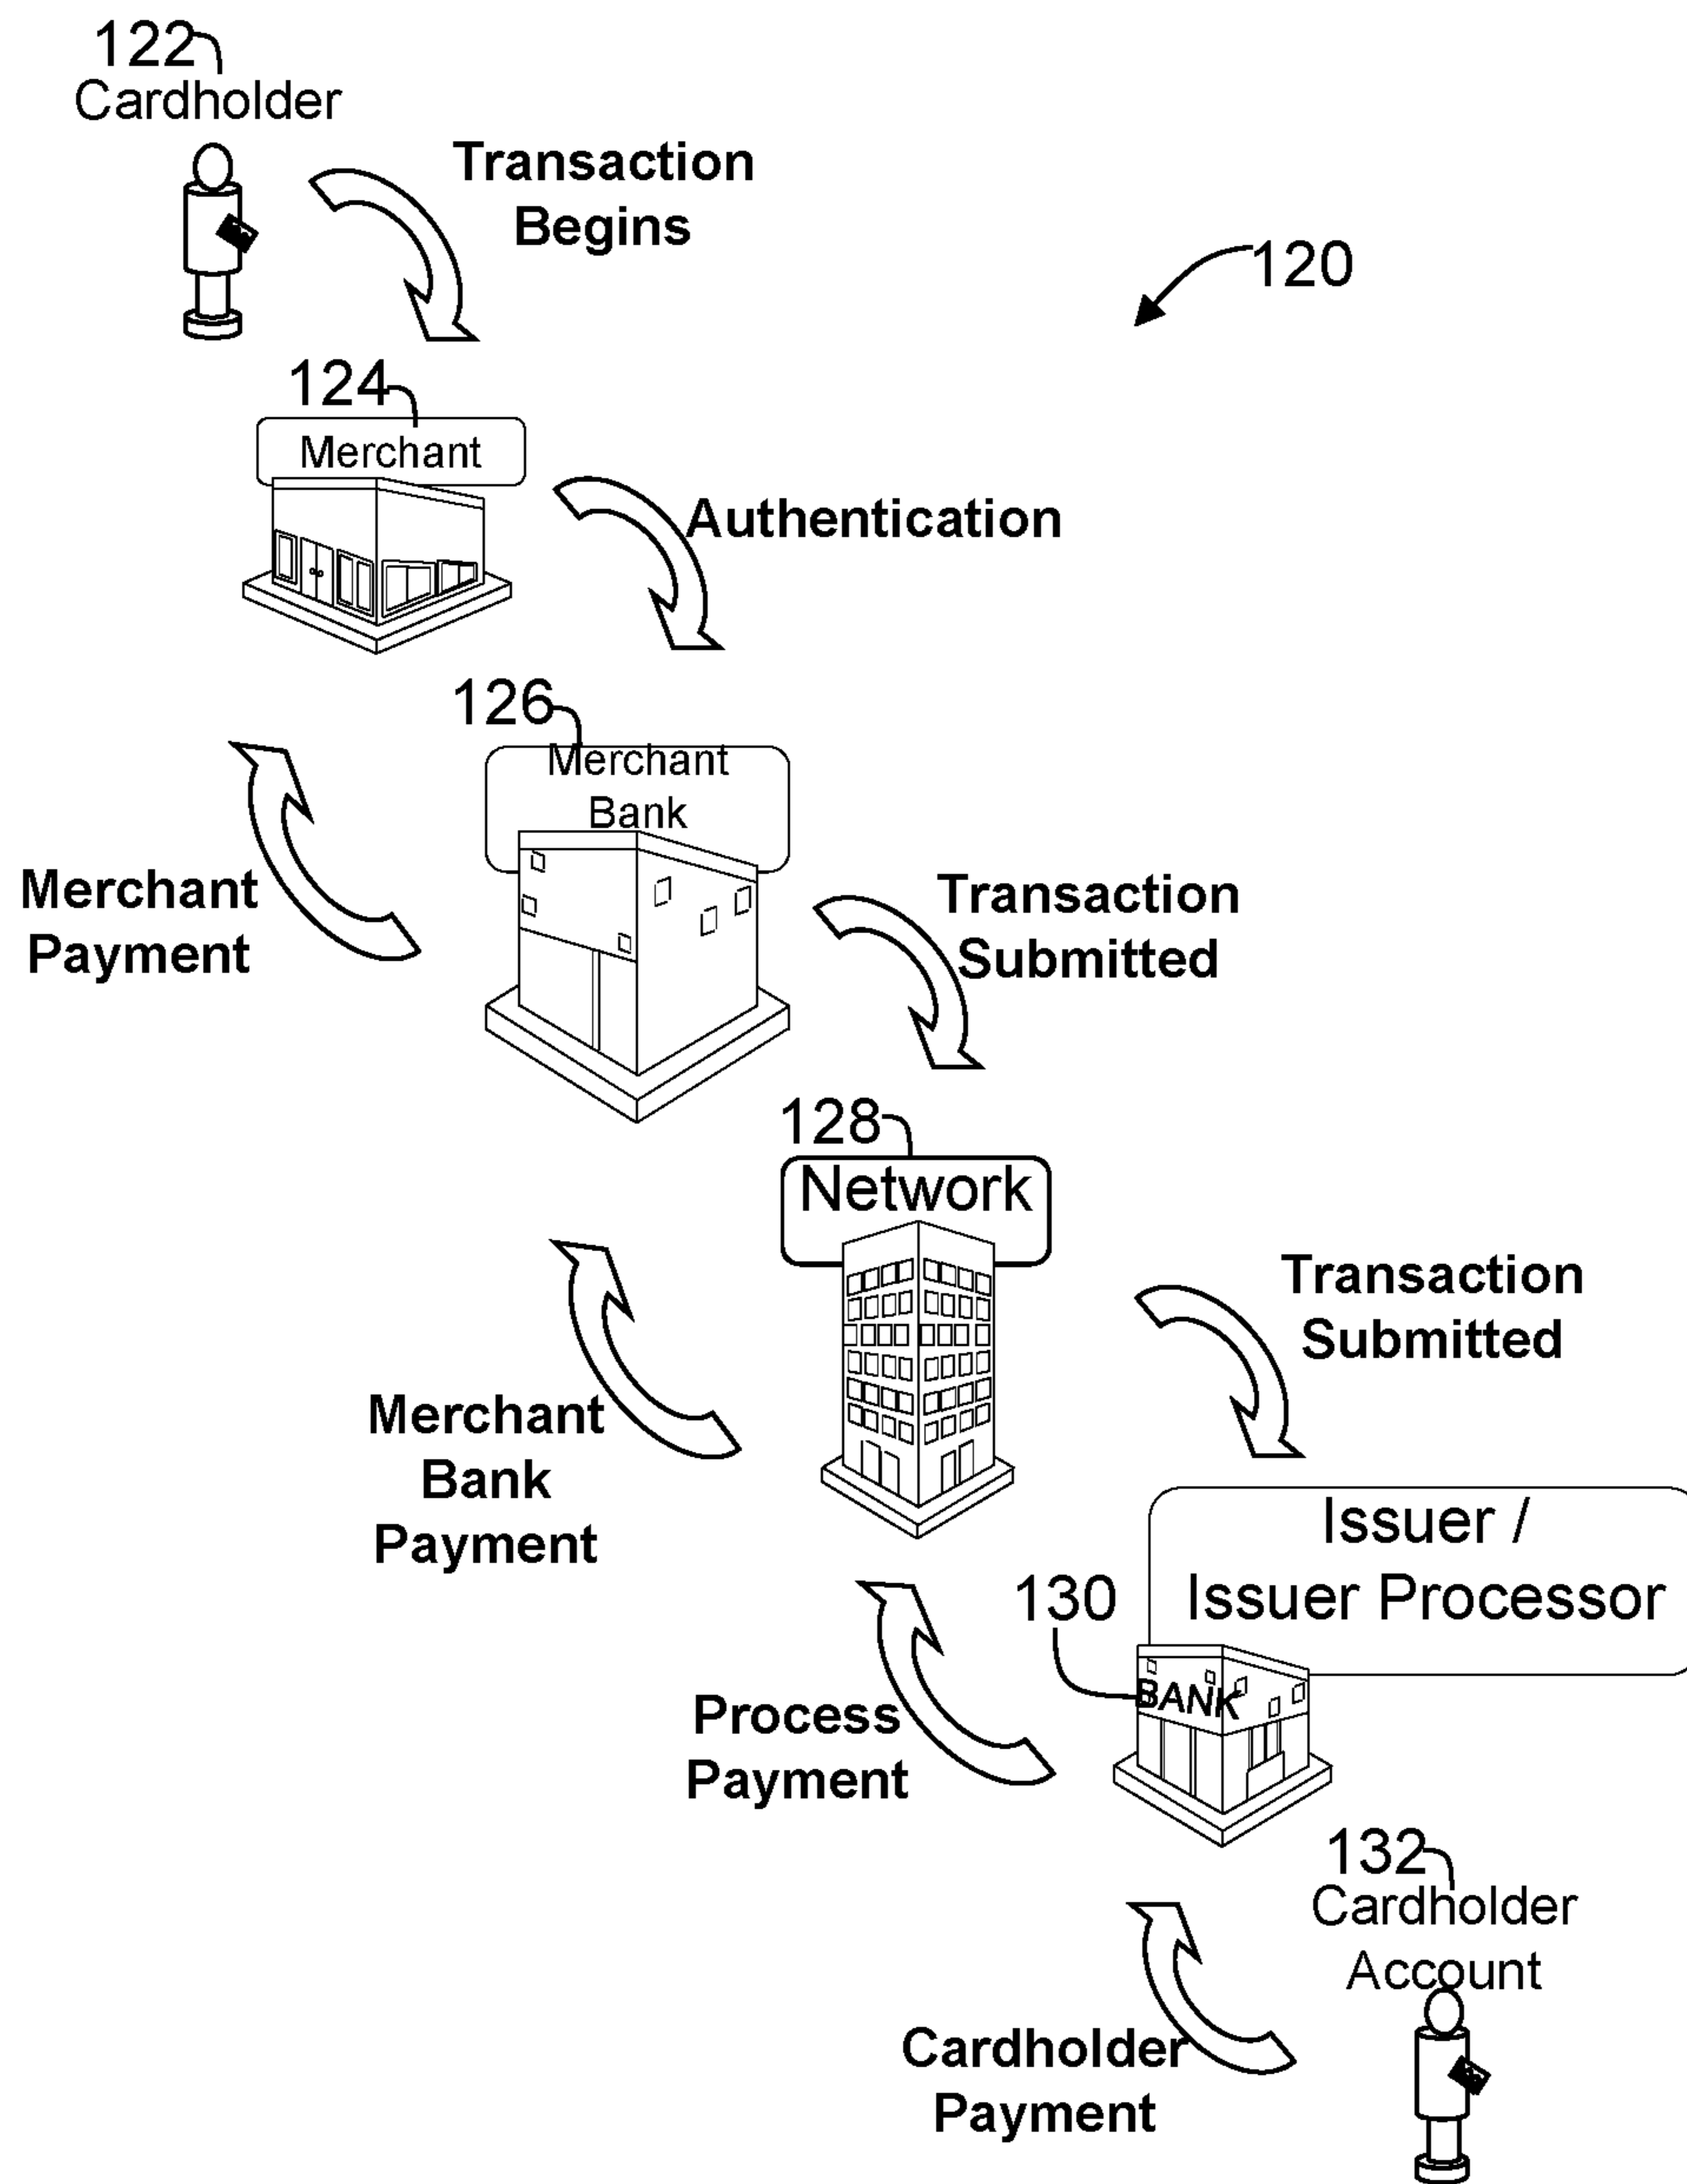 122
Cardholder
Transaction
Begins
120
124
Merchant
Authentication
126
Merchant
Bank
Merchant
Payment
Transaction
Submitted
128
Network
Transaction
Submitted
Merchant
Bank
Payment
Issuer /
Issuer Processor
130
BANK
Process
Payment
132
Cardholder
Account
Cardholder
Payment